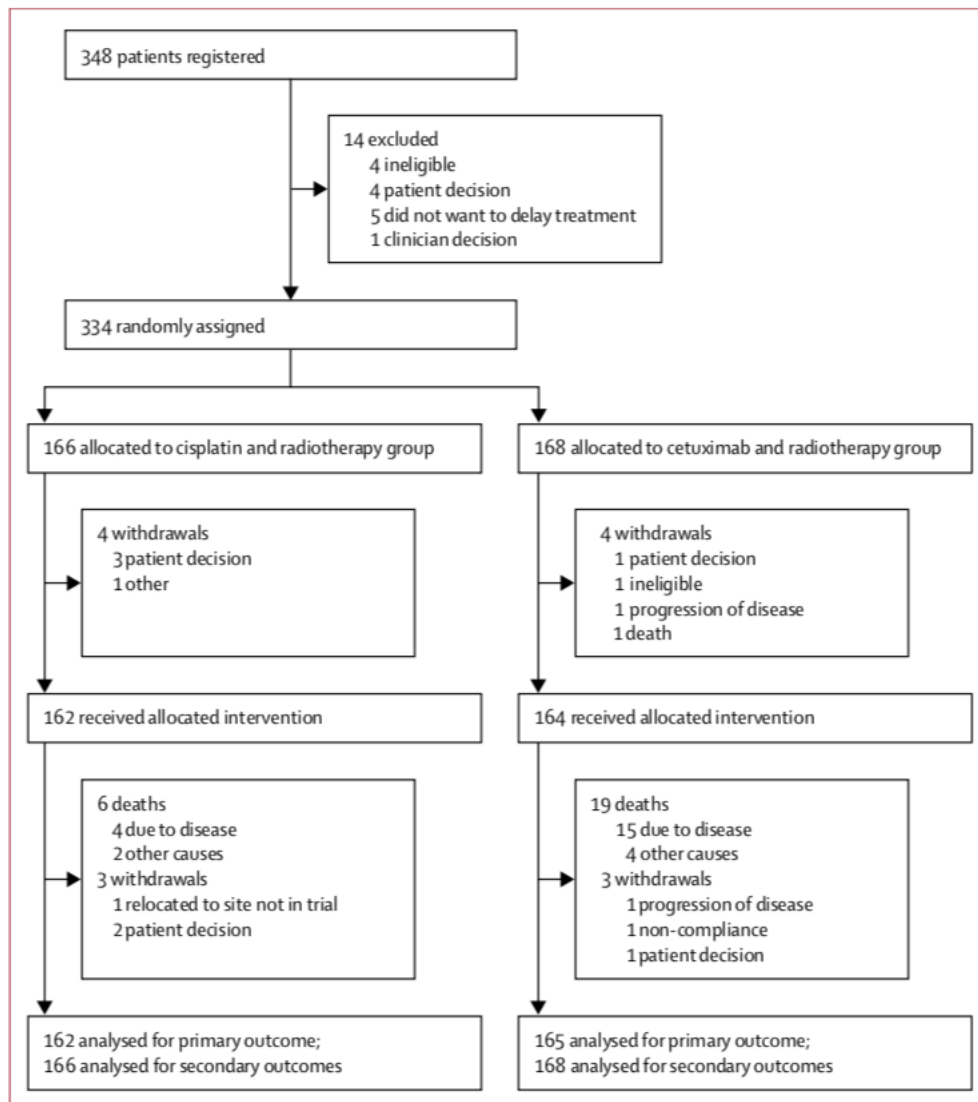 348 patients registered
14 excluded
4 ineligible
4 patient decision
5 did not want to delay treatment
1 clinician decision
334 randomly assigned
166 allocated to cisplatin and radiotherapy group
168 allocated to cetuximab and radiotherapy group
4 withdrawals
3 patient decision
1 other
4 withdrawals
1 patient decision
1 ineligible
1 progression of disease
1 death
162 received allocated intervention
164 received allocated intervention
6 deaths
4 due to disease
2 other causes
3 withdrawals
1 relocated to site not in trial
2 patient decision
19 deaths
15 due to disease
4 other causes
3 withdrawals
1 progression of disease
1 non-compliance
1 patient decision
162 analysed for primary outcome;
166 analysed for secondary outcomes
165 analysed for primary outcome;
168 analysed for secondary outcomes